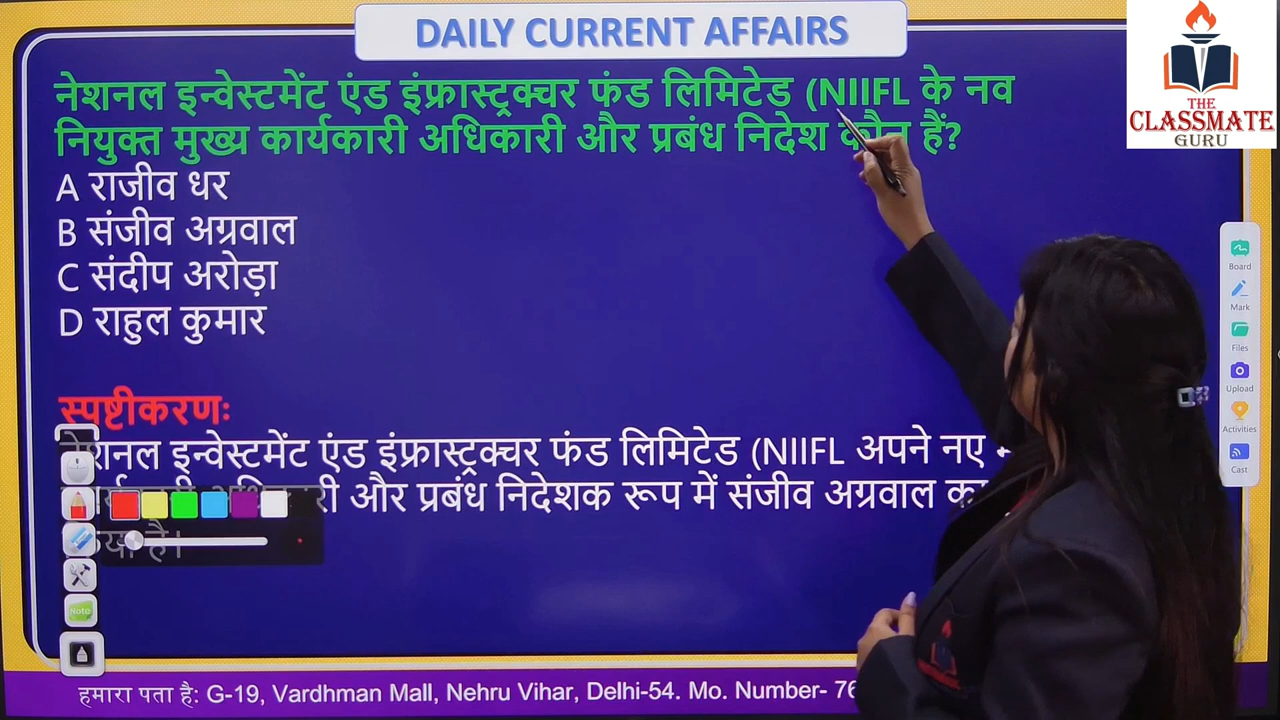 DAILY CURRENT AFFAIRS
THE
CLASSMATE
GURU
नेशनल इन्वेस्टमेंट एंड इंफ्रास्ट्रक्चर फंड लिमिटेड (NIIFL के नव
नियुक्त मुख्य कार्यकारी अधिकारी और प्रबंध निदेश कौन हैं?
A राजीव धर
B संजीव अग्रवाल
C संदीप अरोड़ा
D राहुल कुमार
स्पष्टीकरणः
इन्वेस्टमेंट एंड इंफ्रास्ट्रक्चर फंड लिमिटेड (NIIFL अपने नए
और प्रबंध निदेशक रूप में संजीव अग्रवाल
है।
Board
Mark
Files
Upload
Activities
Cast
Note
हमारा पता है: G-19, Vardhman Mall, Nehru Vihar, Delhi-54. Mo. Number- 76